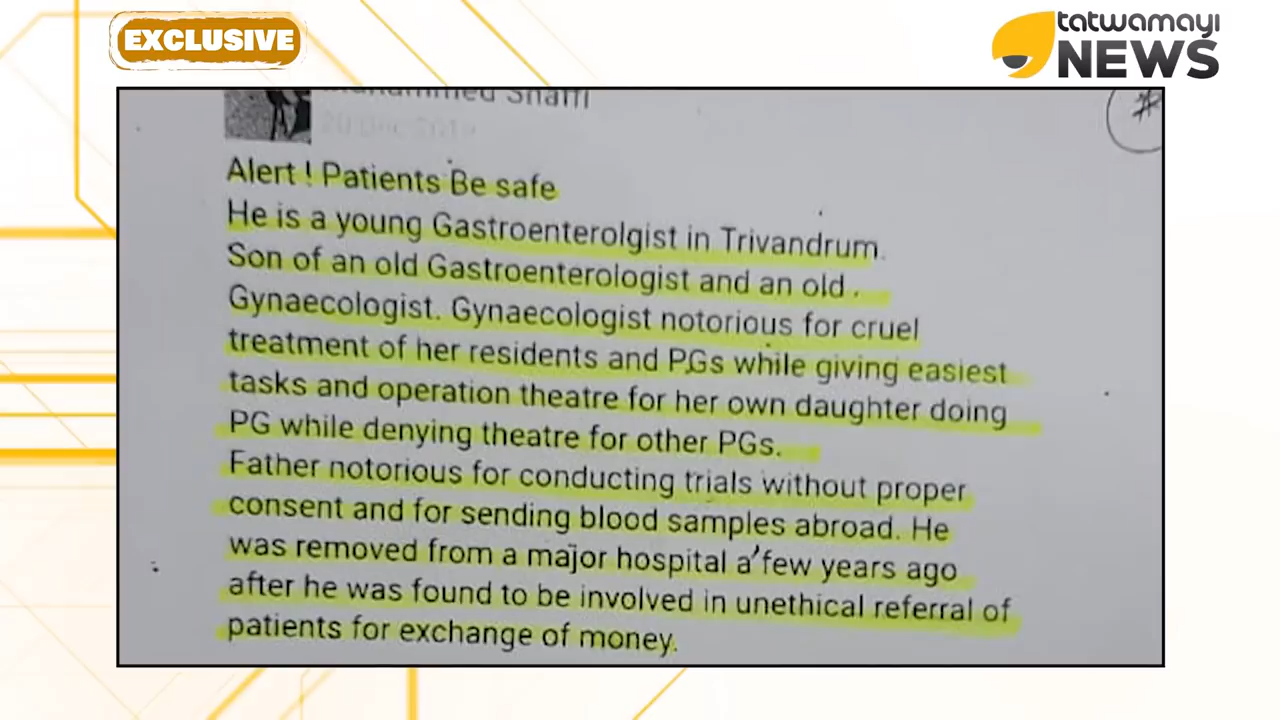 EXCLUSIVE
tatwamayi
NEWS
Alert ! Patients Be safe
He is a young Gastroenterolgist in Trivandrum.
Son of an old Gastroenterologist and an old .
Gynaecologist. Gynaecologist notorious for cruel
treatment of her residents and PGs while giving easiest
tasks and operation theatre for her own daughter doing
PG while denying theatre for other PGs.
Father notorious for conducting trials without proper
consent and for sending blood samples abroad. He
was removed from a major hospital a few years ago
after he was found to be involved in unethical referral of
patients for exchange of money.